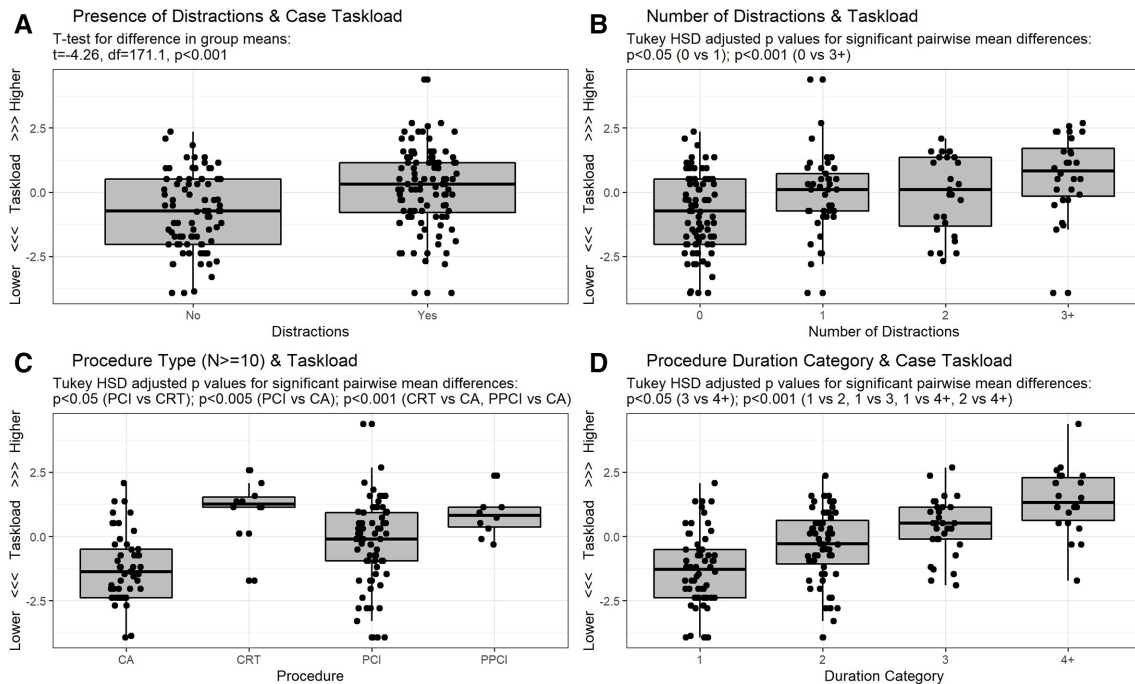 A Presence of Distractions & Case Taskload
T-test for difference in group means:
t=-4.26, df=171.1, p<0.001
Lower <<< Taskload >>> Higher
2.5
0.0
-2.5
No Yes
Distractions
B Number of Distractions & Taskload
Tukey HSD adjusted p values for significant pairwise mean differences:
p<0.05 (0 vs 1); p<0.001 (0 vs 3+)
Lower <<< Taskload >>> Higher
2.5
0.0
-2.5
0 1 2 3+
Number of Distractions
C Procedure Type (N>=10) & Taskload
Tukey HSD adjusted p values for significant pairwise mean differences:
p<0.05 (PCI vs CRT); p<0.005 (PCI vs CA); p<0.001 (CRT vs CA, PPCI vs CA)
Lower <<< Taskload >>> Higher
2.5
0.0
-2.5
CA CRT PCI PPCI
Procedure
D Procedure Duration Category & Case Taskload
Tukey HSD adjusted p values for significant pairwise mean differences:
p<0.05 (3 vs 4+); p<0.001 (1 vs 2, 1 vs 3, 1 vs 4+, 2 vs 4+)
Lower <<< Taskload >>> Higher
2.5
0.0
-2.5
1 2 3 4+
Duration Category